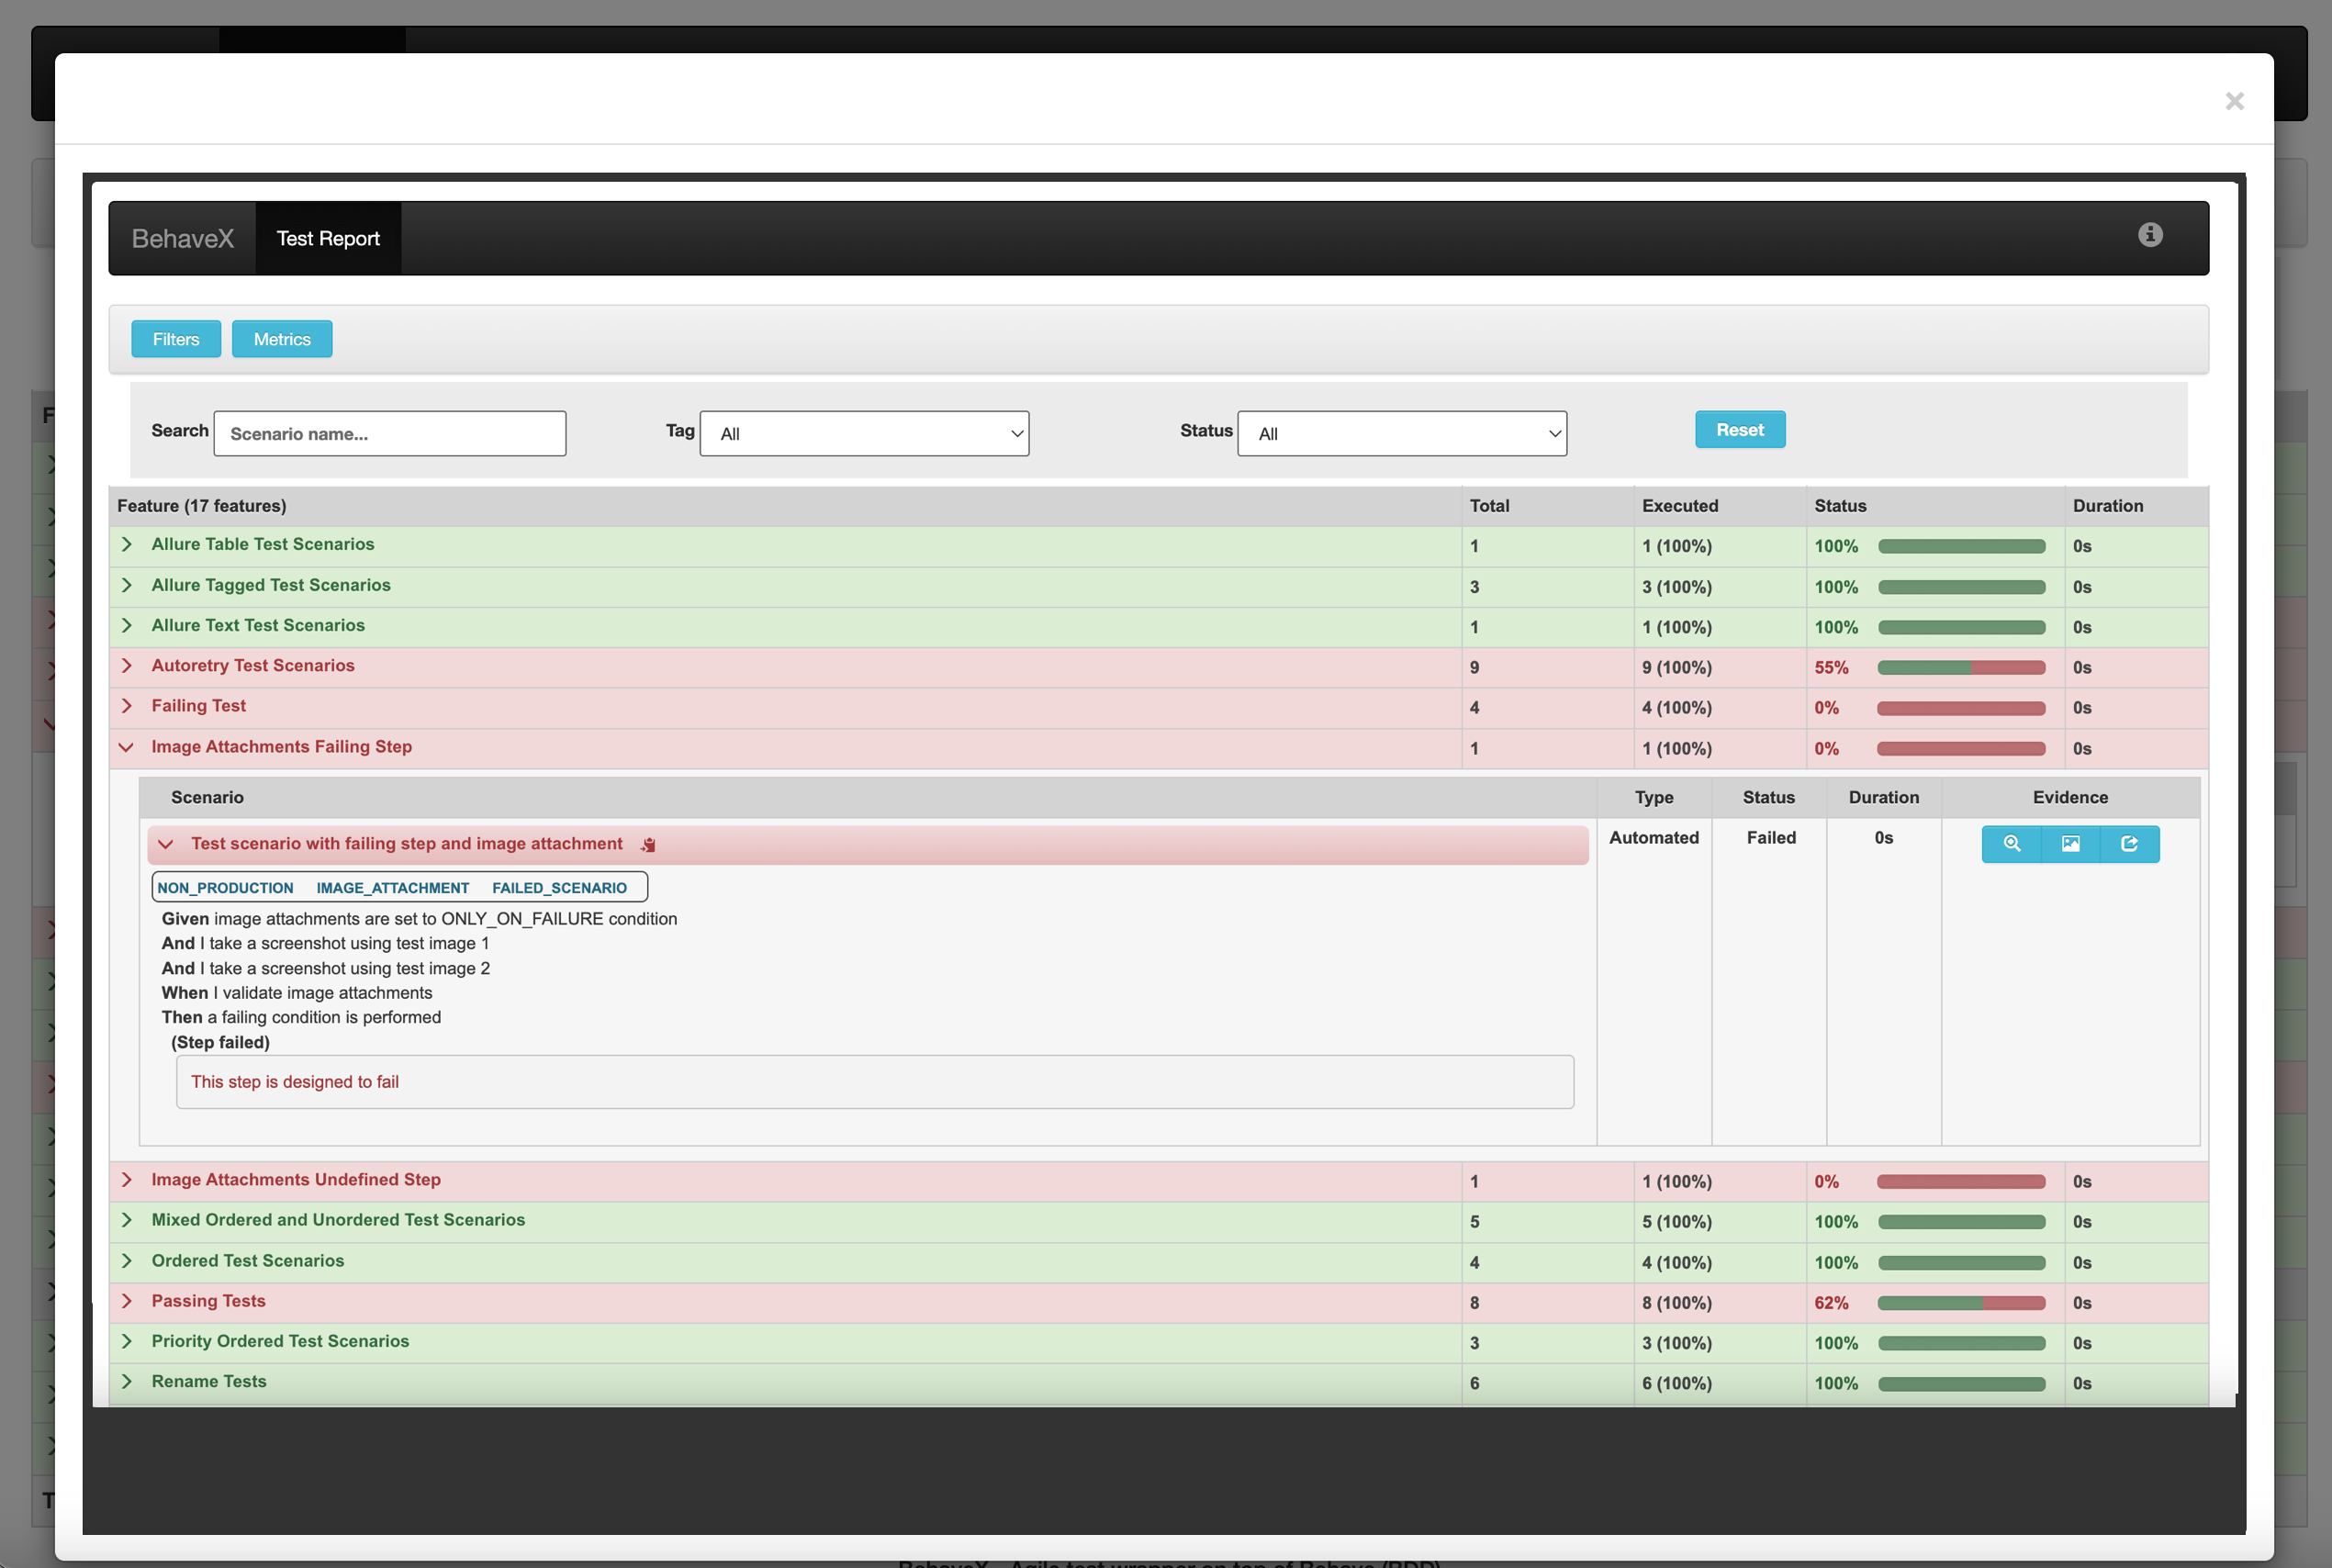 BehaveX Test Report
Filters Metrics
Search Scenario name... Tag All Status All Reset
Feature (17 features) Total Executed Status Duration
Allure Table Test Scenarios 1 1 (100%) 100% 0s
Allure Tagged Test Scenarios 3 3 (100%) 100% 0s
Allure Text Test Scenarios 1 1 (100%) 100% 0s
Autoretry Test Scenarios 9 9 (100%) 55% 0s
Failing Test 4 4 (100%) 0% 0s
Image Attachments Failing Step 1 1 (100%) 0% 0s
Scenario Type Status Duration Evidence
Test scenario with failing step and image attachment Automated Failed 0s
NON_PRODUCTION IMAGE_ATTACHMENT FAILED_SCENARIO
Given image attachments are set to ONLY_ON_FAILURE condition
And I take a screenshot using test image 1
And I take a screenshot using test image 2
When I validate image attachments
Then a failing condition is performed
(Step failed)
This step is designed to fail
Image Attachments Undefined Step 1 1 (100%) 0% 0s
Mixed Ordered and Unordered Test Scenarios 5 5 (100%) 100% 0s
Ordered Test Scenarios 4 4 (100%) 100% 0s
Passing Tests 8 8 (100%) 62% 0s
Priority Ordered Test Scenarios 3 3 (100%) 100% 0s
Rename Tests 6 6 (100%) 100% 0s
BehaveX - Agile test wrapper on top of Behave (BDD)